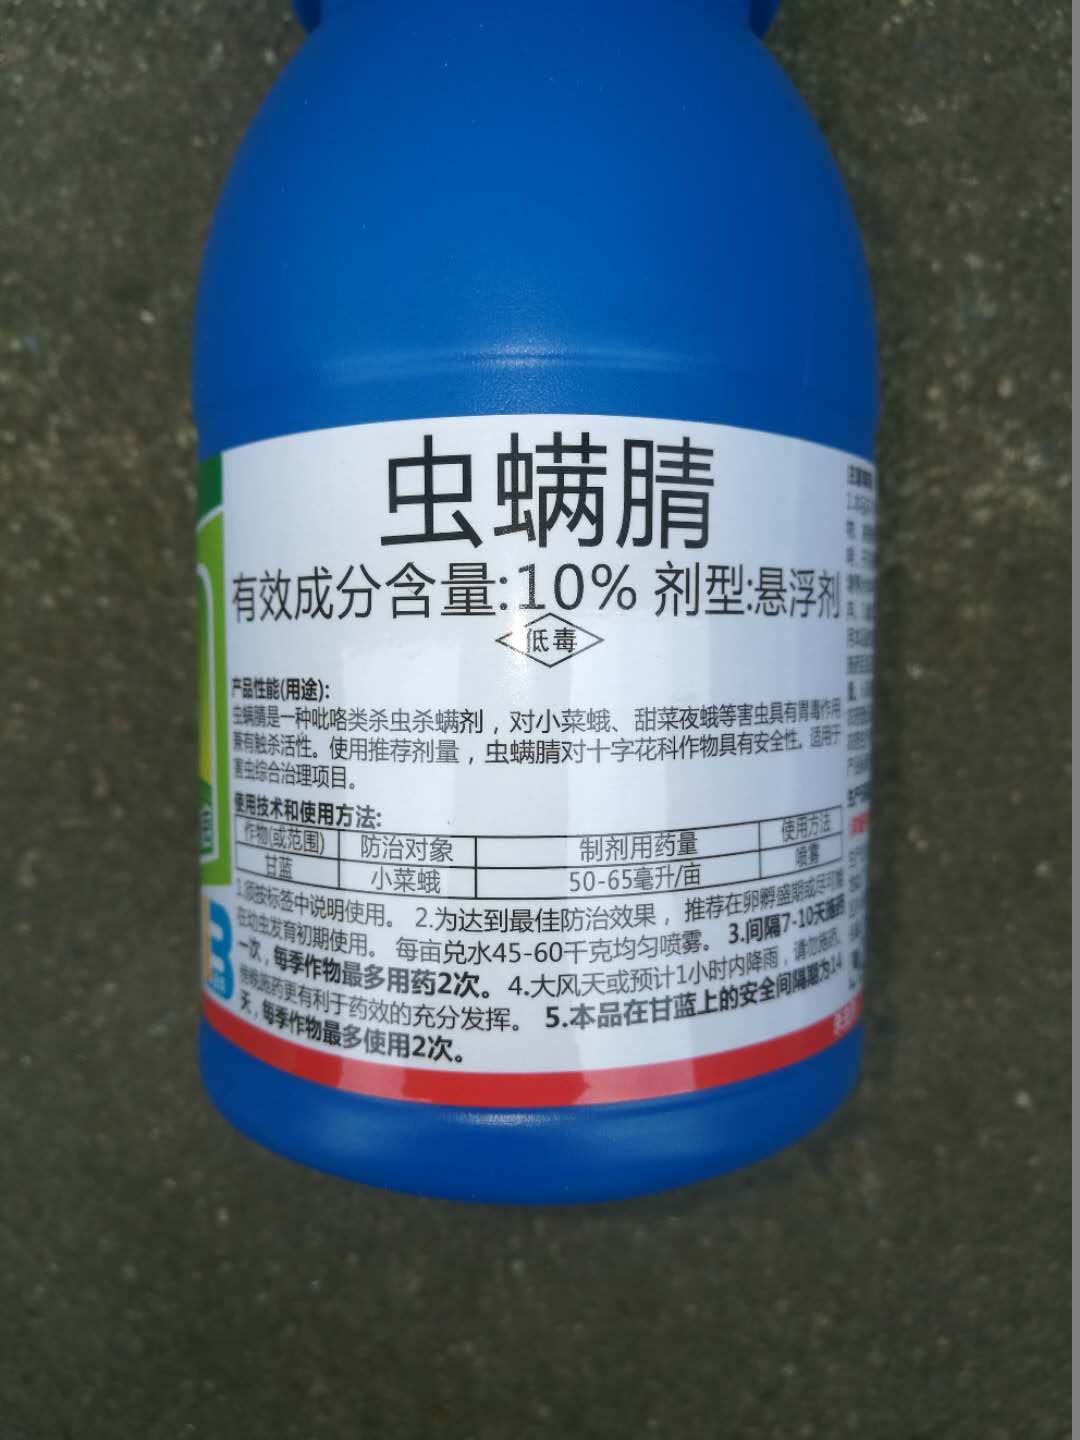 虫螨腈
有效成分含量:10% 剂型:悬浮剂
低毒
产品性能(用途):
虫螨腈是一种吡咯类杀虫杀螨剂，对小菜蛾、甜菜夜蛾等害虫具有胃毒作用
兼有触杀活性。使用推荐剂量，虫螨腈对十字花科作物具有安全性。适用于
害虫综合治理项目。
使用技术和使用方法:
作物(或范围) 防治对象 制剂用药量 使用方法
甘蓝 小菜蛾 50-65毫升/亩 喷雾
1.须按标签中说明使用。 2.为达到最佳防治效果， 推荐在卵孵盛期或尽可能
在幼虫发育初期使用。 每亩兑水45-60千克均匀喷雾。 3.间隔7-10天施药
一次，每季作物最多用药2次。4.大风天或预计1小时内降雨，请勿施药。
傍晚施药更有利于药效的充分发挥。 5.本品在甘蓝上的安全间隔期为14
天，每季作物最多使用2次。